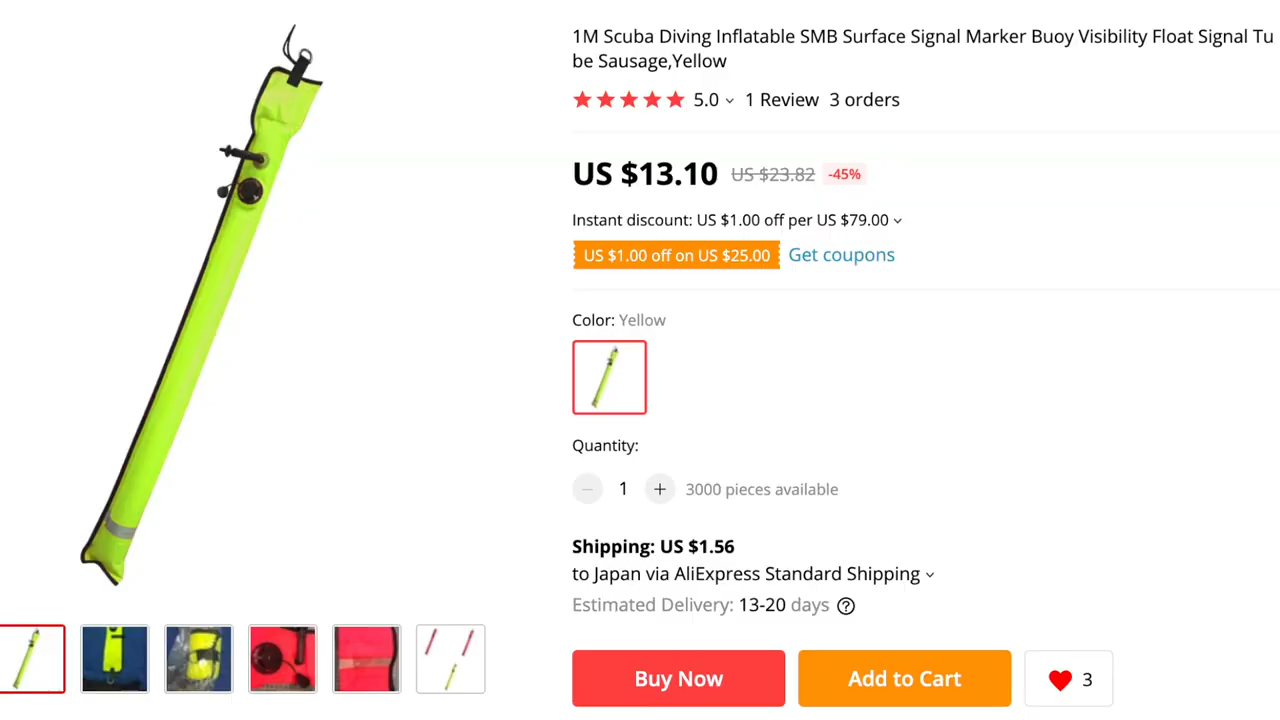 1M Scuba Diving Inflatable SMB Surface Signal Marker Buoy Visibility Float Signal Tu
be Sausage,Yellow
5.0 1 Review 3 orders
US $13.10 US $23.82 -45%
Instant discount: US $1.00 off per US $79.00
US $1.00 off on US $25.00 Get coupons
Color: Yellow
Quantity:
1 + 3000 pieces available
Shipping: US $1.56
to Japan via AliExpress Standard Shipping
Estimated Delivery: 13-20 days ?
Buy Now Add to Cart 3